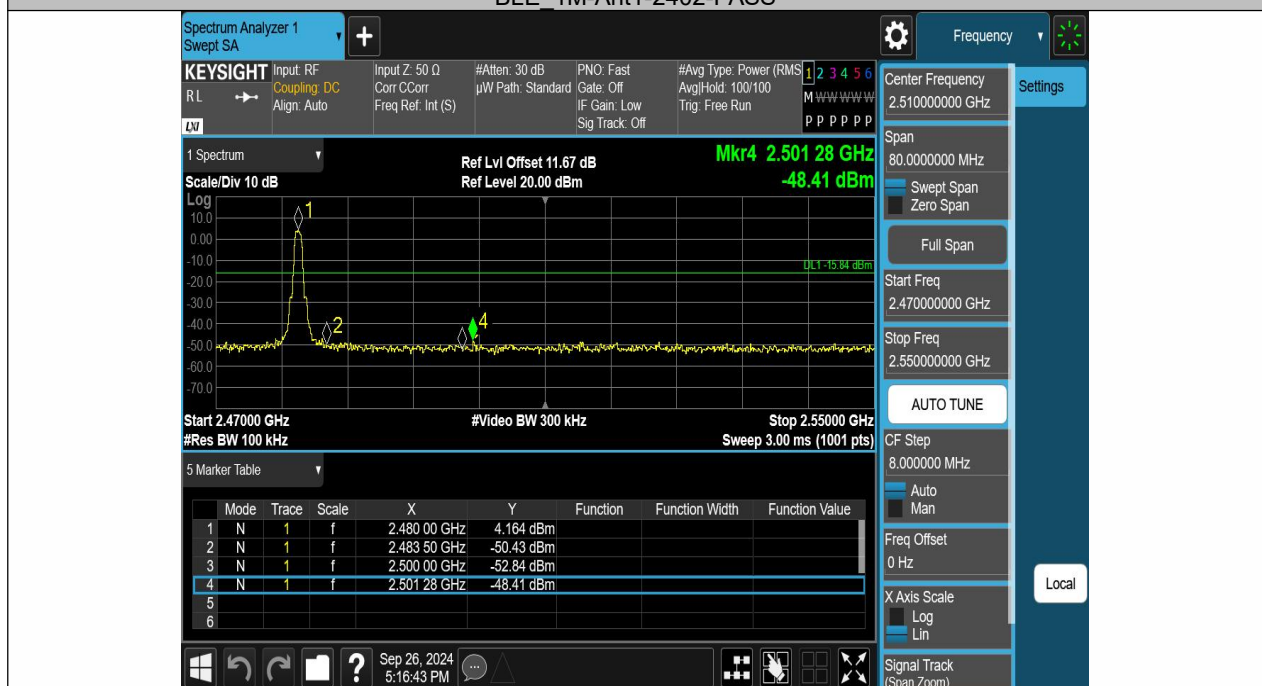 BLE_1M-Ant1-2402-PASS
Spectrum Analyzer 1
Swept SA
+
Frequency
KEYSIGHT
RL
LXI
Input: RF
Coupling: DC
Align: Auto
Input Z: 50 Ω
Corr CCorr
Freq Ref: Int (S)
#Atten: 30 dB
µW Path: Standard
PNO: Fast
Gate: Off
IF Gain: Low
Sig Track: Off
#Avg Type: Power (RMS
Avg|Hold: 100/100
Trig: Free Run
1 2 3 4 5 6
M W W W W W
P P P P P P
1 Spectrum
Scale/Div 10 dB
Ref Lvl Offset 11.67 dB
Ref Level 20.00 dBm
Mkr4 2.501 28 GHz
-48.41 dBm
Log
10.0
0.00
-10.0
-20.0
-30.0
-40.0
-50.0
-60.0
-70.0
1
2
4
DL1 -15.84 dBm
Start 2.47000 GHz
#Video BW 300 kHz
Stop 2.55000 GHz
#Res BW 100 kHz
Sweep 3.00 ms (1001 pts)
5 Marker Table
Mode Trace Scale X Y Function Function Width Function Value
1 N 1 f 2.480 00 GHz 4.164 dBm
2 N 1 f 2.483 50 GHz -50.43 dBm
3 N 1 f 2.500 00 GHz -52.84 dBm
4 N 1 f 2.501 28 GHz -48.41 dBm
5
6
?
Sep 26, 2024
5:16:43 PM
Center Frequency
2.510000000 GHz
Settings
Span
80.0000000 MHz
Swept Span
Zero Span
Full Span
Start Freq
2.470000000 GHz
Stop Freq
2.550000000 GHz
AUTO TUNE
CF Step
8.000000 MHz
Auto
Man
Freq Offset
0 Hz
Local
X Axis Scale
Log
Lin
Signal Track
(Span Zoom)